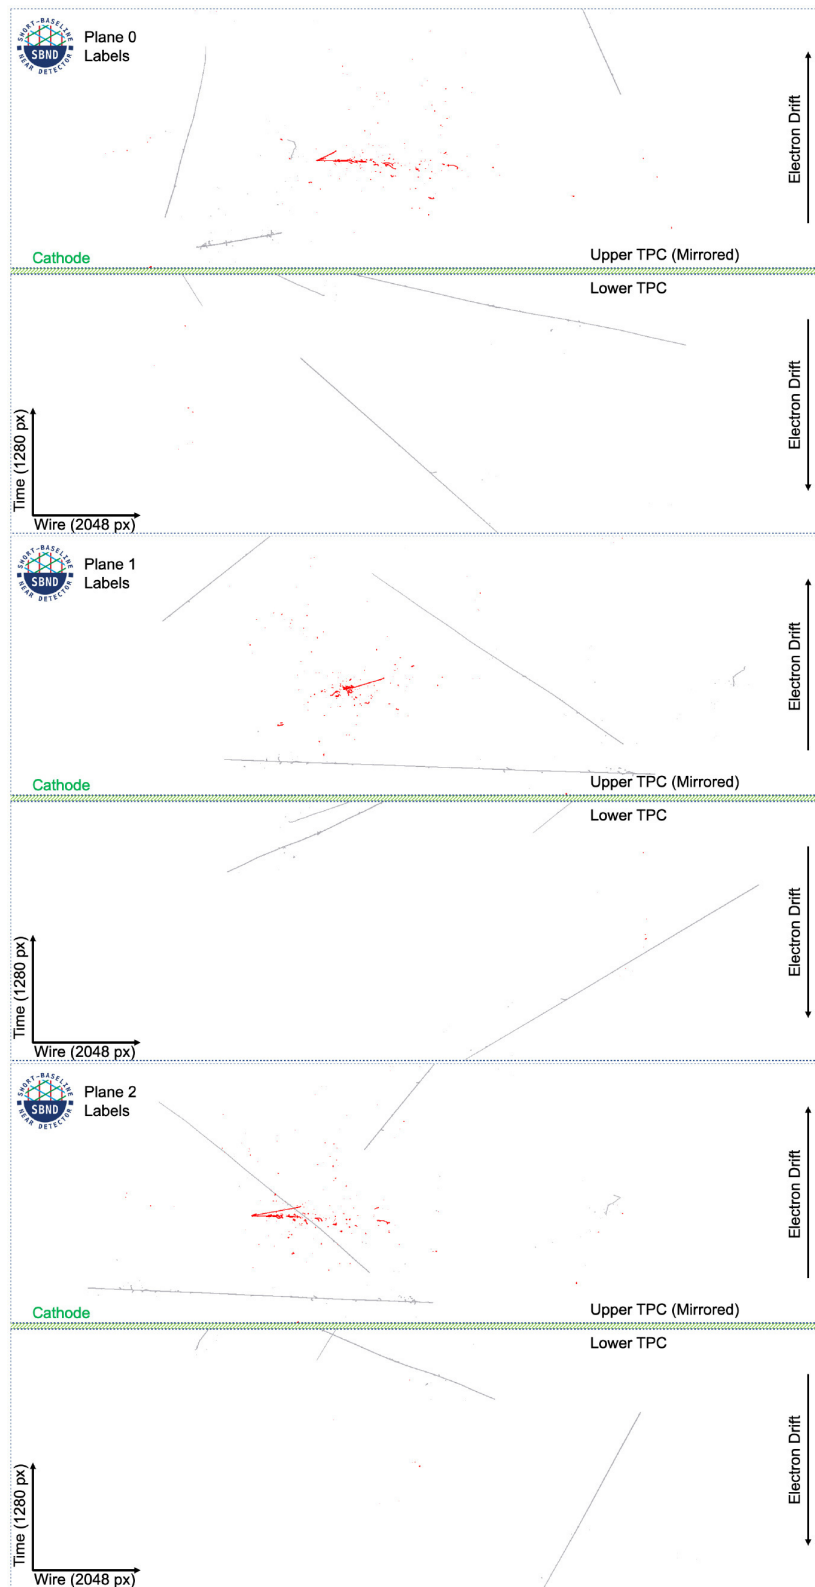 SHORT-BASELINE
SBND
NEAR DETECTOR
Plane 0
Labels
Electron Drift
Cathode
Upper TPC (Mirrored)
Lower TPC
Electron Drift
Time (1280 px)
Wire (2048 px)
SHORT-BASELINE
SBND
NEAR DETECTOR
Plane 1
Labels
Electron Drift
Cathode
Upper TPC (Mirrored)
Lower TPC
Electron Drift
Time (1280 px)
Wire (2048 px)
SHORT-BASELINE
SBND
NEAR DETECTOR
Plane 2
Labels
Electron Drift
Cathode
Upper TPC (Mirrored)
Lower TPC
Electron Drift
Time (1280 px)
Wire (2048 px)